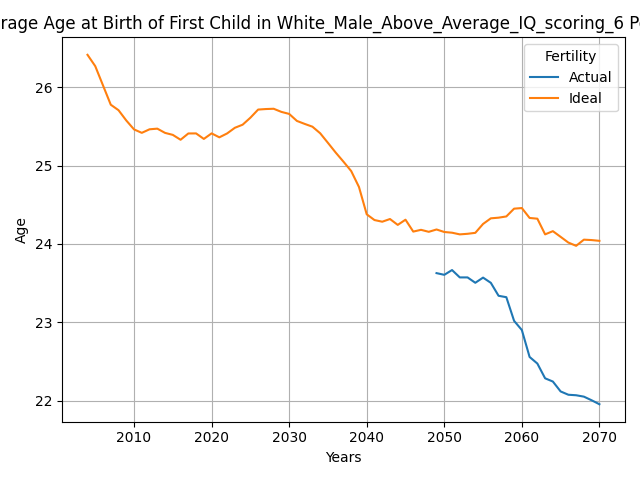 rage Age at Birth of First Child in White_Male_Above_Average_IQ_scoring_6 P
Fertility
Actual
Ideal
26
25
24
23
22
Age
2010 2020 2030 2040 2050 2060 2070
Years